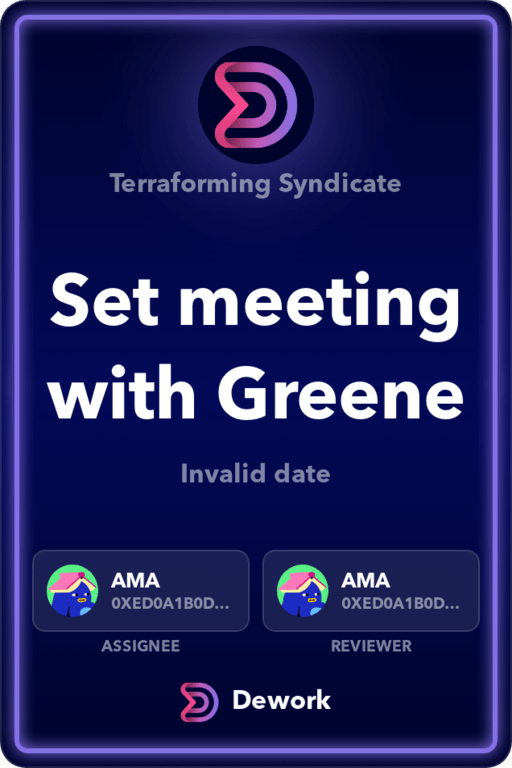 Terraforming Syndicate
Set meeting
with Greene
Invalid date
AMA
0XED0A1B0D...
ASSIGNEE
AMA
0XED0A1B0D...
REVIEWER
Dework